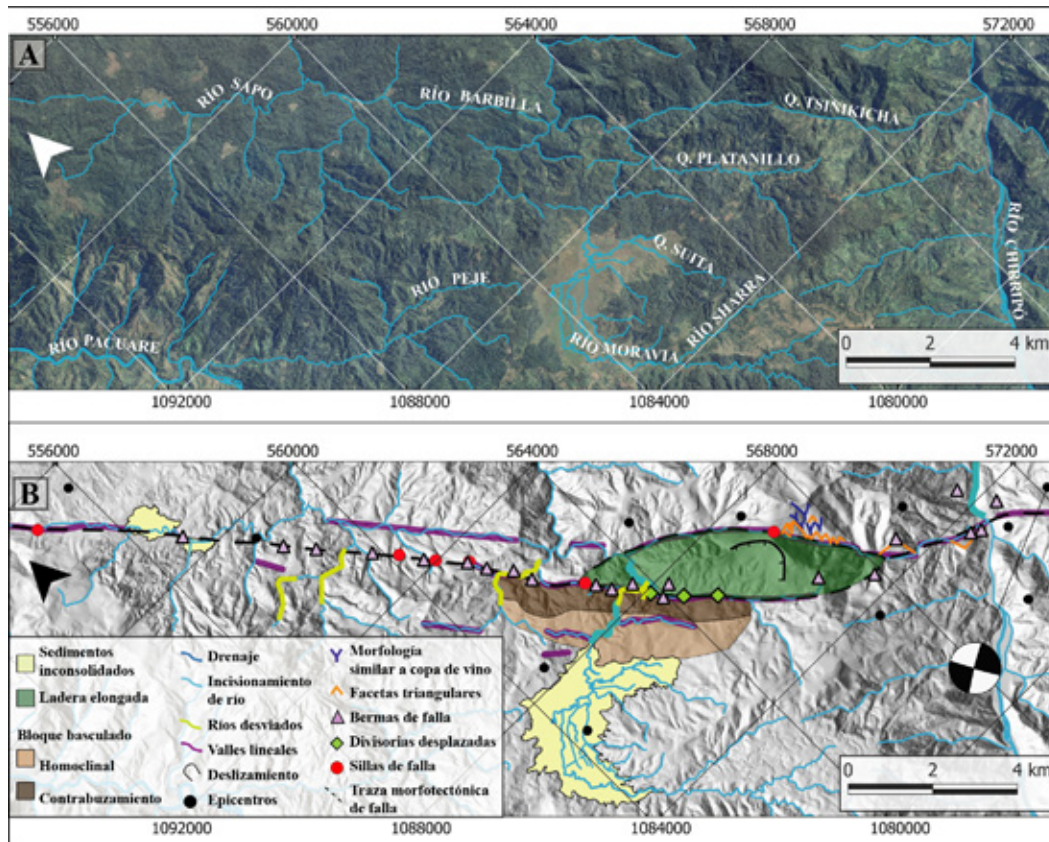 556000 560000 564000 568000 572000
A
RÍO SAPO
RÍO BARBILLA
Q. TSINIKICHA
Q. PLATANILLO
RÍO CHIRRIPÓ
Q. SUITA
RÍO PEJE
RÍO SHARRA
RÍO PACUARE
RÍO MORAVIA
0 2 4 km
1092000 1088000 1084000 1080000
556000 560000 564000 568000 572000
B
Sedimentos
inconsolidados
Ladera elongada
Bloque basculado
Homoclinal
Contrabuzamiento
Drenaje
Incisionamiento
de río
Ríos desviados
Valles lineales
Deslizamiento
Epicentros
Morfología
similar a copa de vino
Facetas triangulares
Bermas de falla
Divisorias desplazadas
Sillas de falla
Traza morfotectónica
de falla
0 2 4 km
1092000 1088000 1084000 1080000